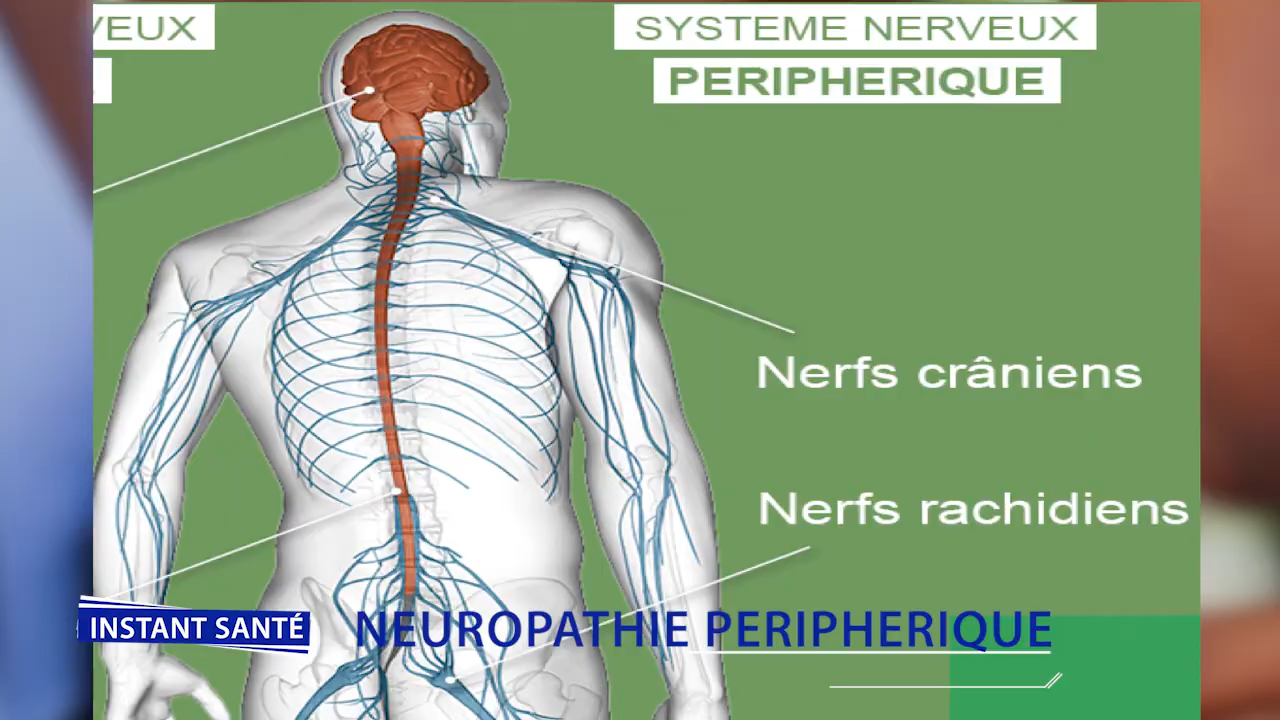 VEUX
SYSTEME NERVEUX
PERIPHERIQUE
Nerfs crâniens
Nerfs rachidiens
INSTANT SANTÉ
NEUROPATHIE PERIPHERIQUE